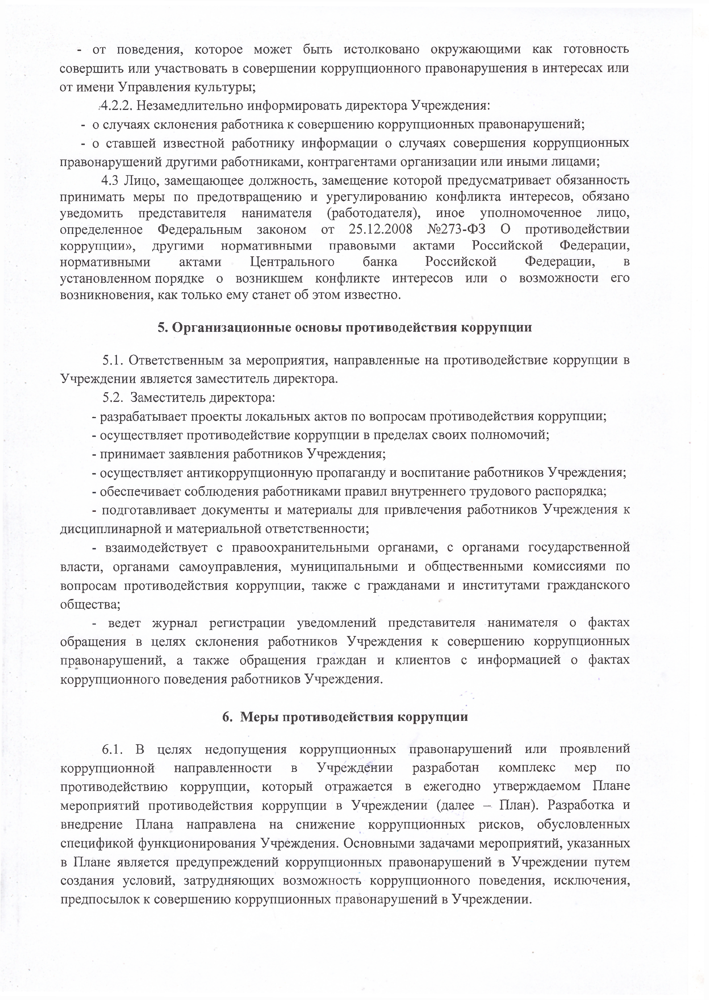 - от поведения, которое может быть истолковано окружающими как готовность
совершить или участвовать в совершении коррупционного правонарушения в интересах или
от имени Управления культуры;
4.2.2. Незамедлительно информировать директора Учреждения:
- о случаях склонения работника к совершению коррупционных правонарушений;
- о ставшей известной работнику информации о случаях совершения коррупционных
правонарушений другими работниками, контрагентами организации или иными лицами;
4.3 Лицо, замещающее должность, замещение которой предусматривает обязанность
принимать меры по предотвращению и урегулированию конфликта интересов, обязано
уведомить представителя нанимателя (работодателя), иное уполномоченное лицо,
определенное Федеральным законом от 25.12.2008 №273-ФЗ О противодействии
коррупции», другими нормативными правовыми актами Российской Федерации,
нормативными актами Центрального банка Российской Федерации, в
установленном порядке о возникшем конфликте интересов или о возможности его
возникновения, как только ему станет об этом известно.
5. Организационные основы противодействия коррупции
5.1. Ответственным за мероприятия, направленные на противодействие коррупции в
Учреждении является заместитель директора.
5.2. Заместитель директора:
- разрабатывает проекты локальных актов по вопросам противодействия коррупции;
- осуществляет противодействие коррупции в пределах своих полномочий;
- принимает заявления работников Учреждения;
- осуществляет антикоррупционную пропаганду и воспитание работников Учреждения;
- обеспечивает соблюдения работниками правил внутреннего трудового распорядка;
- подготавливает документы и материалы для привлечения работников Учреждения к
дисциплинарной и материальной ответственности;
- взаимодействует с правоохранительными органами, с органами государственной
власти, органами самоуправления, муниципальными и общественными комиссиями по
вопросам противодействия коррупции, также с гражданами и институтами гражданского
общества;
- ведет журнал регистрации уведомлений представителя нанимателя о фактах
обращения в целях склонения работников Учреждения к совершению коррупционных
правонарушений, а также обращения граждан и клиентов с информацией о фактах
коррупционного поведения работников Учреждения.
6. Меры противодействия коррупции
6.1. В целях недопущения коррупционных правонарушений или проявлений
коррупционной направленности в Учреждении разработан комплекс мер по
противодействию коррупции, который отражается в ежегодно утверждаемом Плане
мероприятий противодействия коррупции в Учреждении (далее – План). Разработка и
внедрение Плана направлена на снижение коррупционных рисков, обусловленных
спецификой функционирования Учреждения. Основными задачами мероприятий, указанных
в Плане является предупреждений коррупционных правонарушений в Учреждении путем
создания условий, затрудняющих возможность коррупционного поведения, исключения,
предпосылок к совершению коррупционных правонарушений в Учреждении.